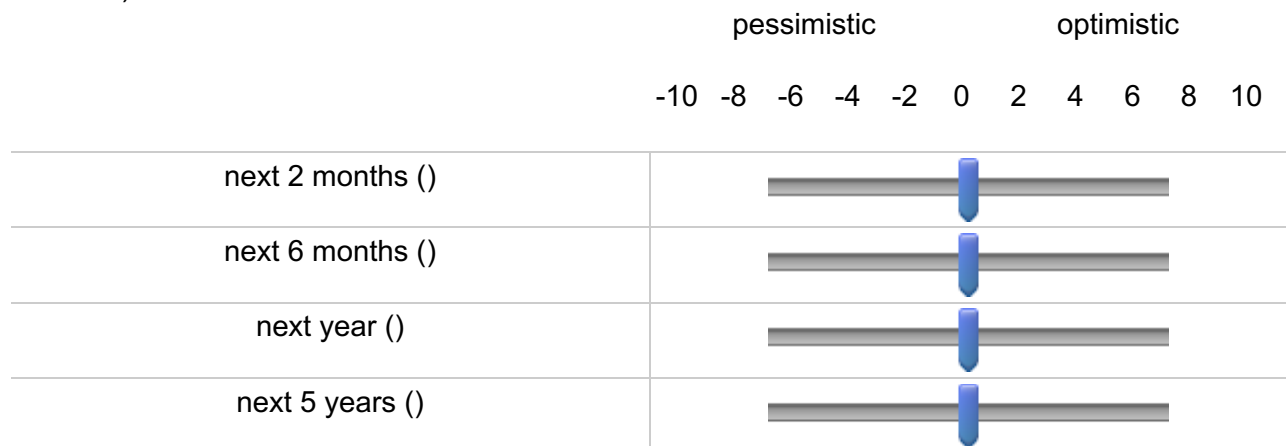 pessimistic optimistic
-10 -8 -6 -4 -2 0 2 4 6 8 10
next 2 months ()
next 6 months ()
next year ()
next 5 years ()